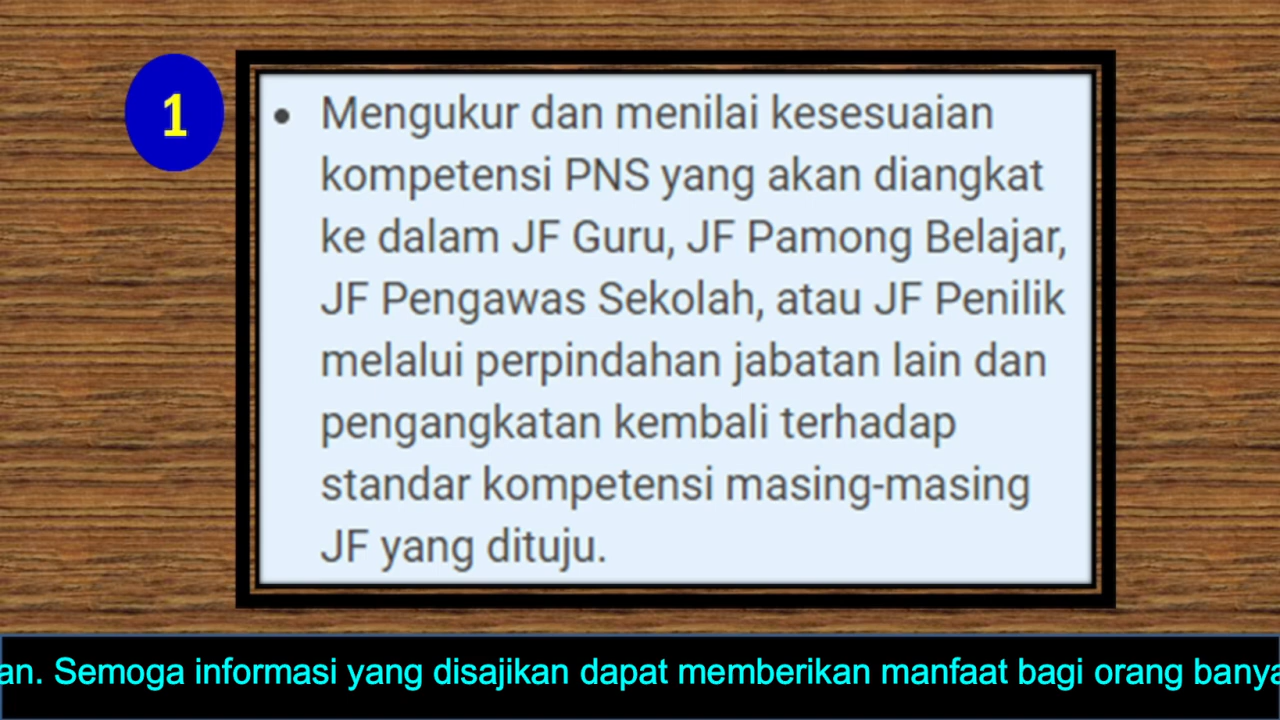 1
• Mengukur dan menilai kesesuaian
kompetensi PNS yang akan diangkat
ke dalam JF Guru, JF Pamong Belajar,
JF Pengawas Sekolah, atau JF Penilik
melalui perpindahan jabatan lain dan
pengangkatan kembali terhadap
standar kompetensi masing-masing
JF yang dituju.
an. Semoga informasi yang disajikan dapat memberikan manfaat bagi orang banya